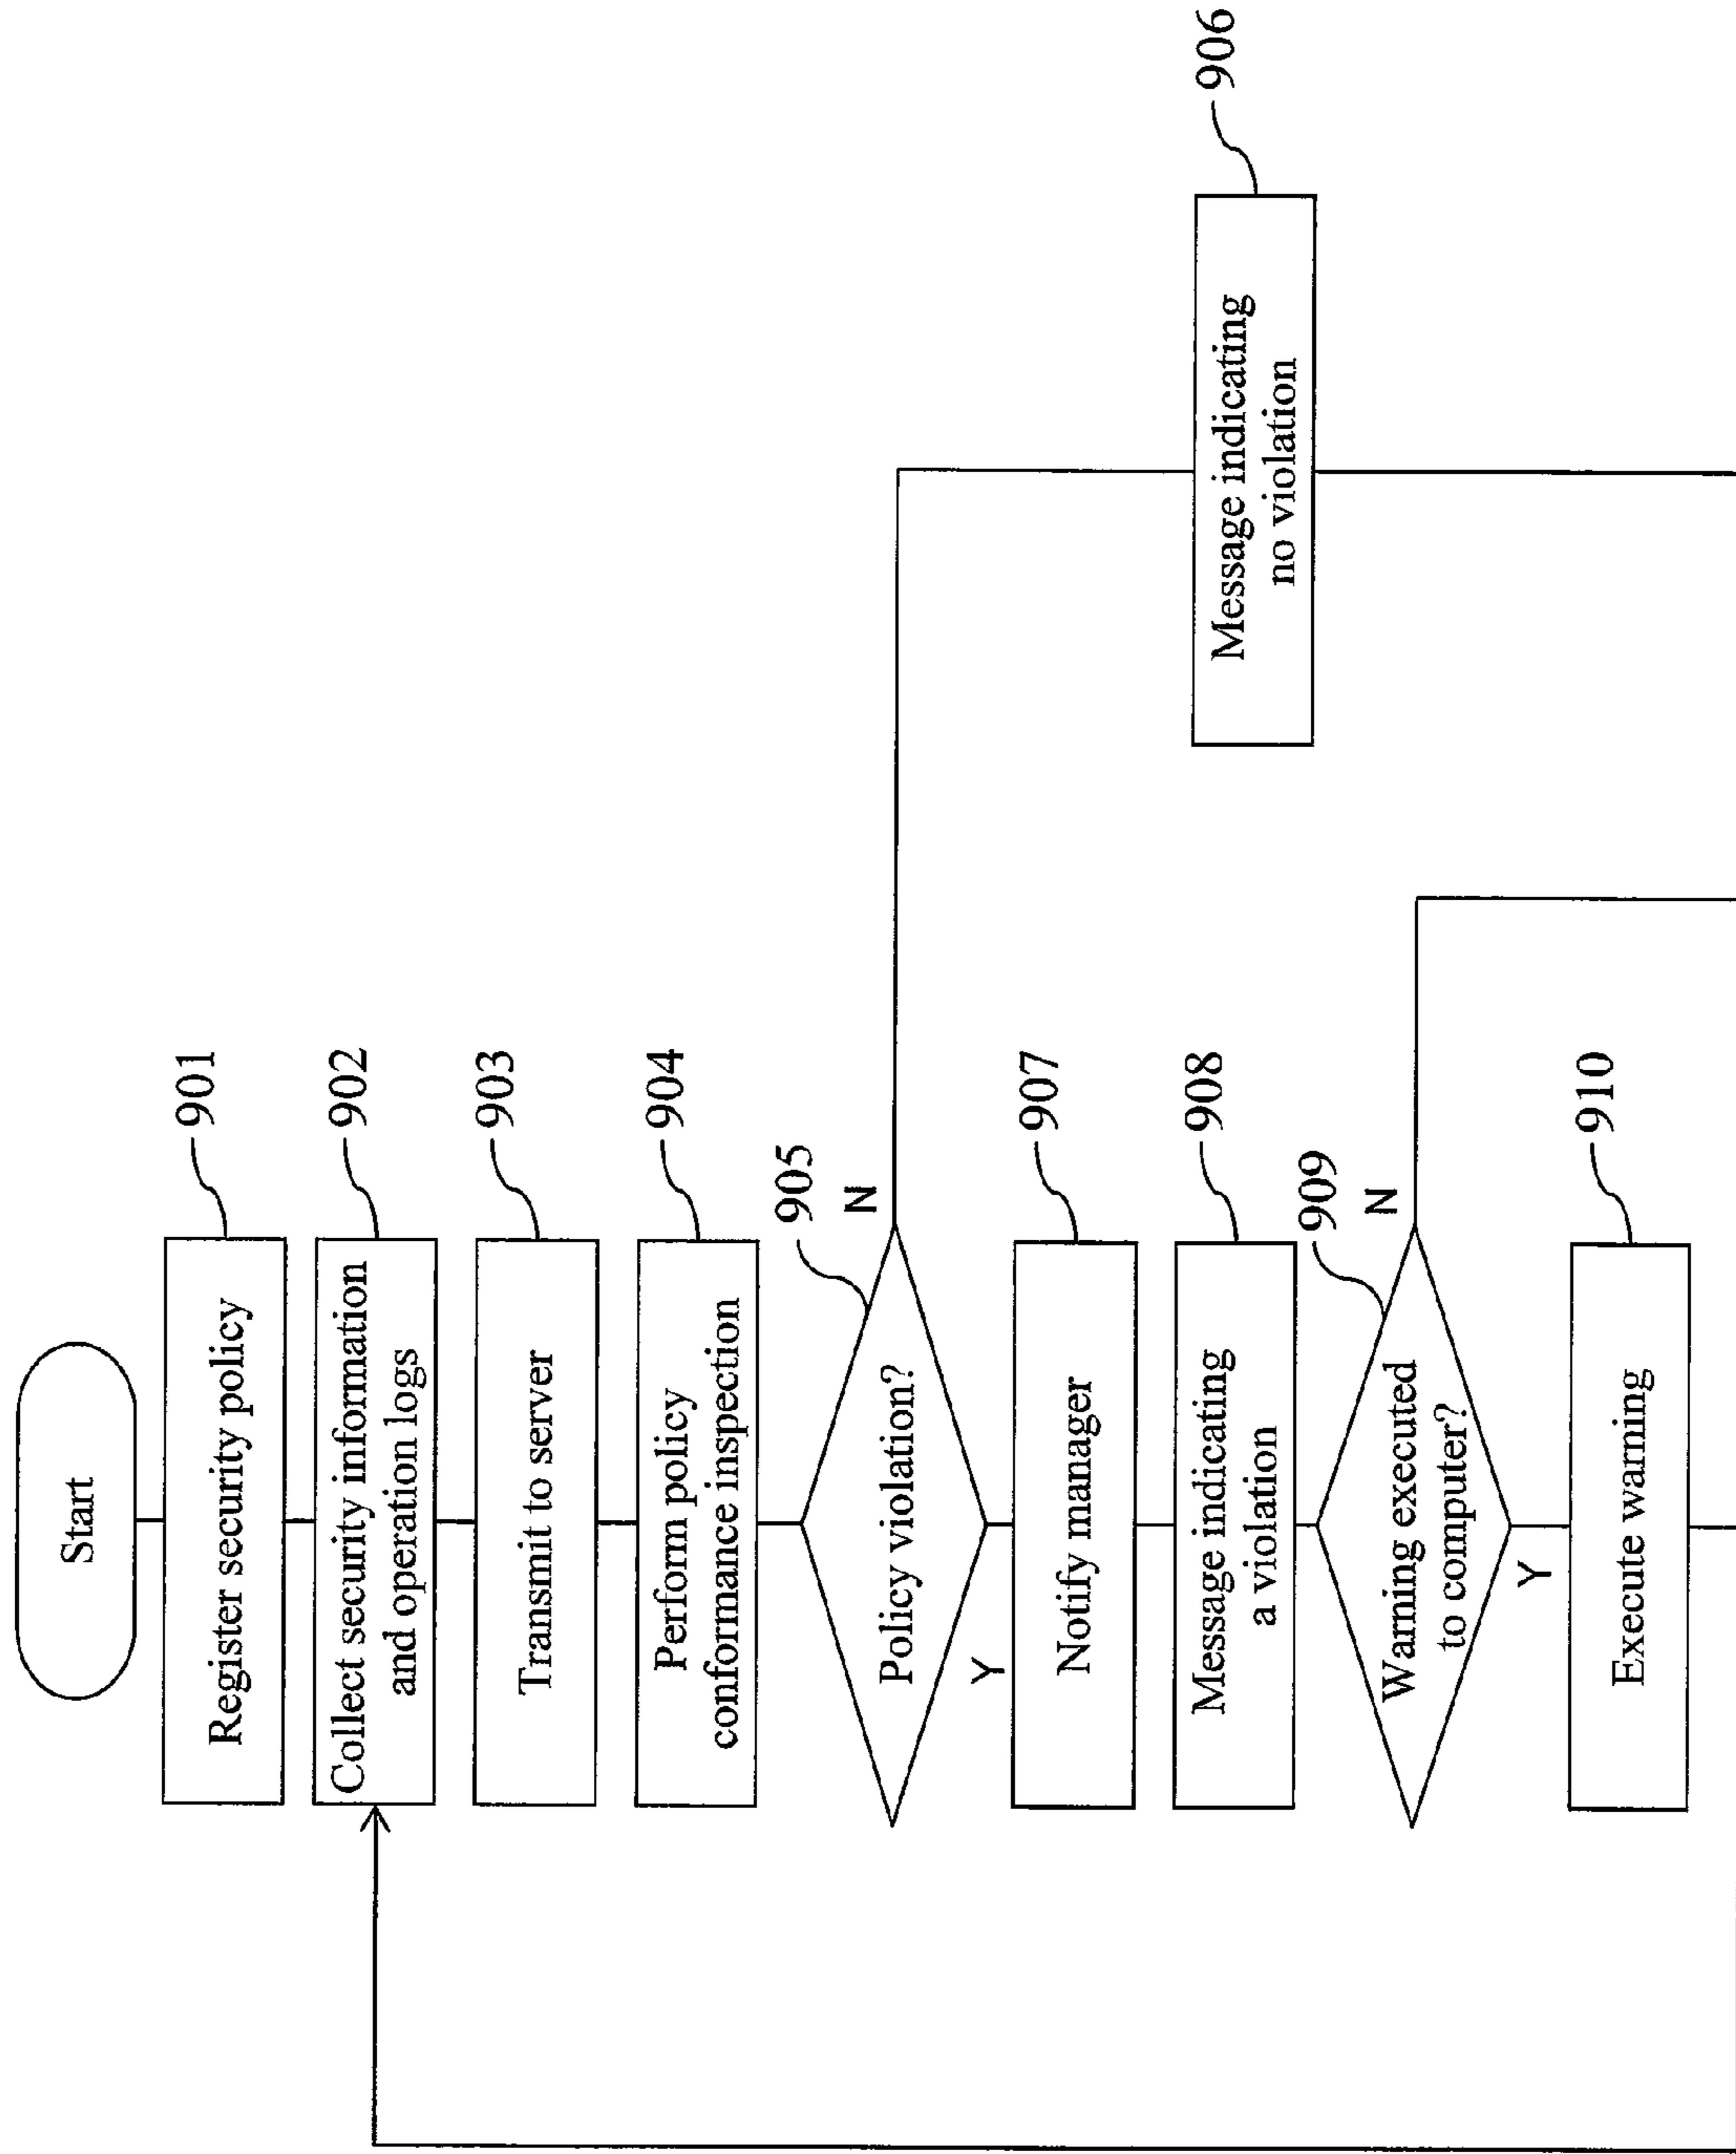 Start
Register security policy
901
Collect security information
and operation logs
902
Transmit to server
903
Perform policy
conformance inspection
904
Policy violation?
905
N
Y
Message indicating
no violation
906
Notify manager
907
Message indicating
a violation
908
Warning executed
to computer?
909
N
Y
Execute warning
910